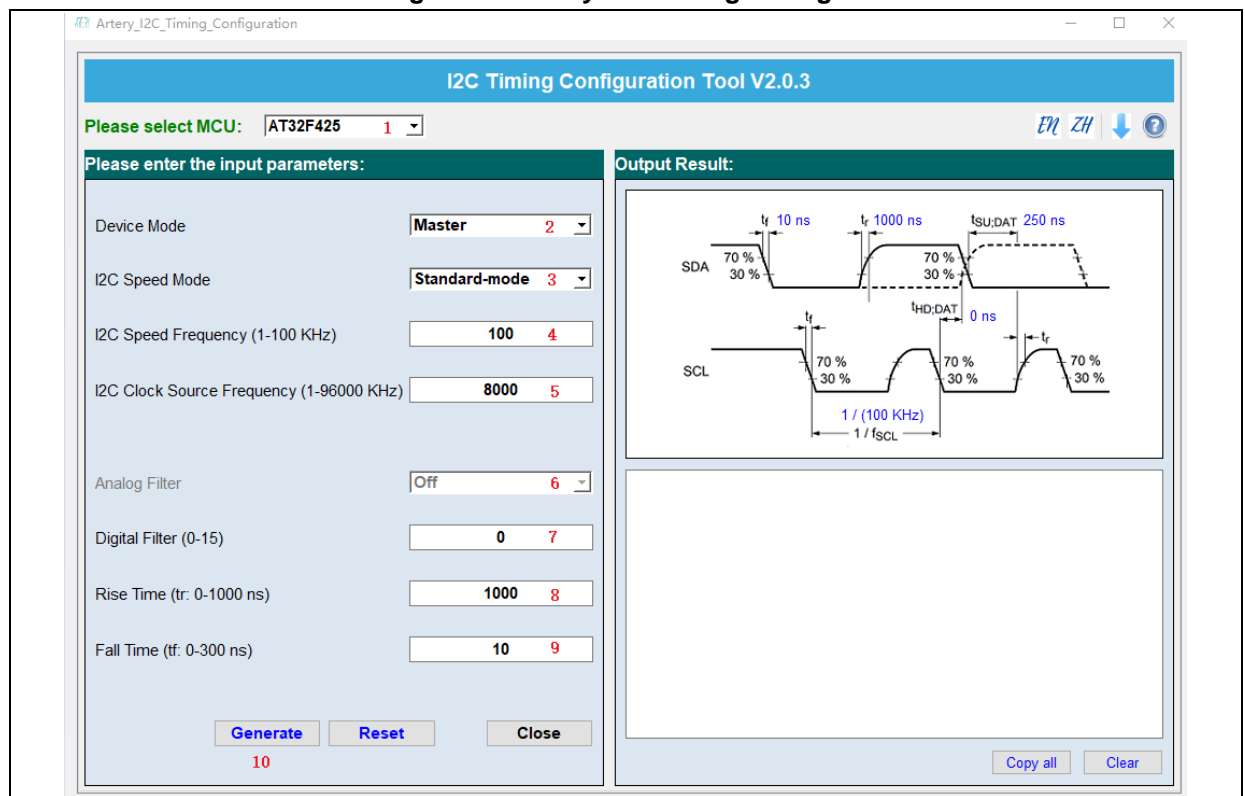 Artery_I2C_Timing_Configuration
I2C Timing Configuration Tool V2.0.3
Please select MCU: AT32F425 1
EN ZH
Please enter the input parameters:
Device Mode Master 2
I2C Speed Mode Standard-mode 3
I2C Speed Frequency (1-100 KHz) 100 4
I2C Clock Source Frequency (1-96000 KHz) 8000 5
Analog Filter Off 6
Digital Filter (0-15) 0 7
Rise Time (tr: 0-1000 ns) 1000 8
Fall Time (tf: 0-300 ns) 10 9
Generate Reset Close
10
Output Result:
tf 10 ns tr 1000 ns tSU;DAT 250 ns
SDA 70 % 70 %
30 % 30 %
tf tHD;DAT 0 ns tr
SCL 70 % 70 % 70 %
30 % 30 % 30 %
1 / (100 KHz)
1 / fSCL
Copy all Clear